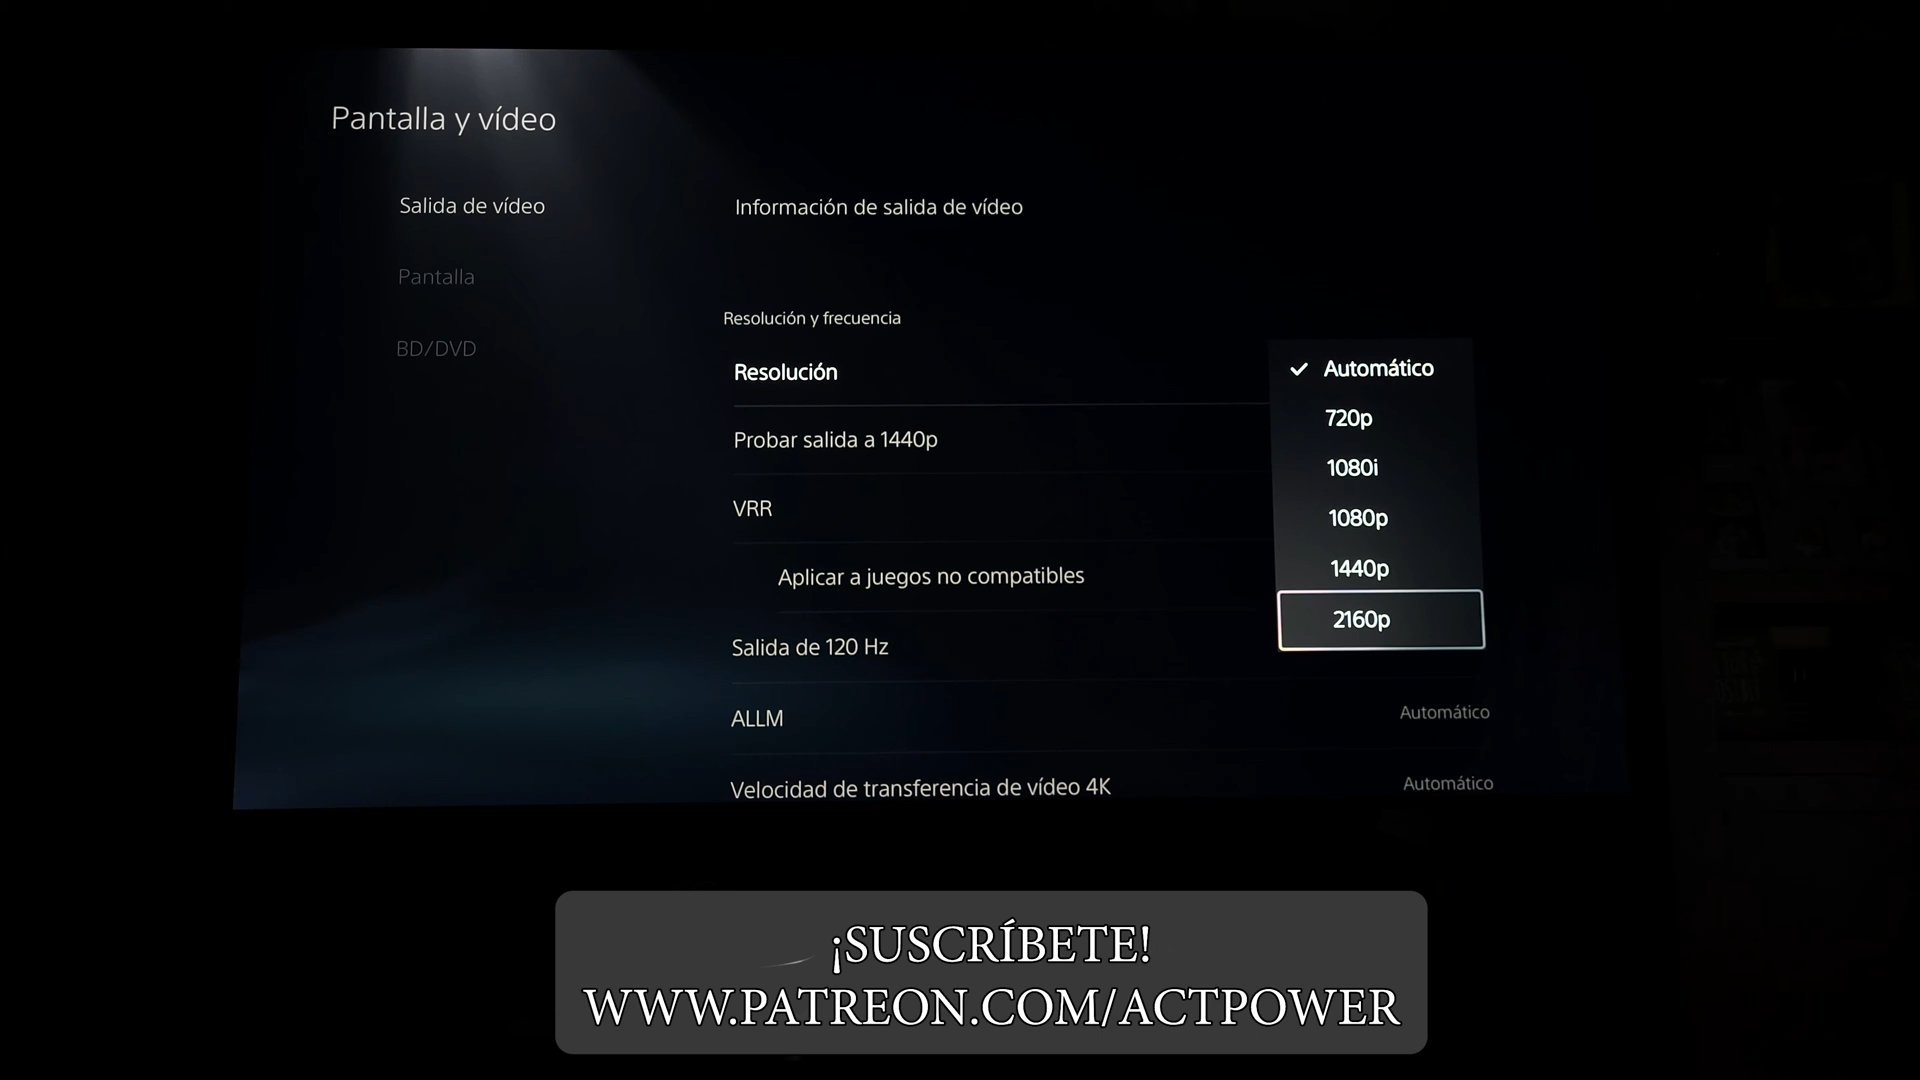 Pantalla y vídeo
Salida de vídeo
Pantalla
BD/DVD
Información de salida de vídeo
Resolución y frecuencia
Resolución
Probar salida a 1440p
VRR
Aplicar a juegos no compatibles
Salida de 120 Hz
ALLM
Automático
Velocidad de transferencia de vídeo 4K
Automático
Automático
720p
1080i
1080p
1440p
2160p
¡SUSCRÍBETE!
WWW.PATREON.COM/ACTPOWER